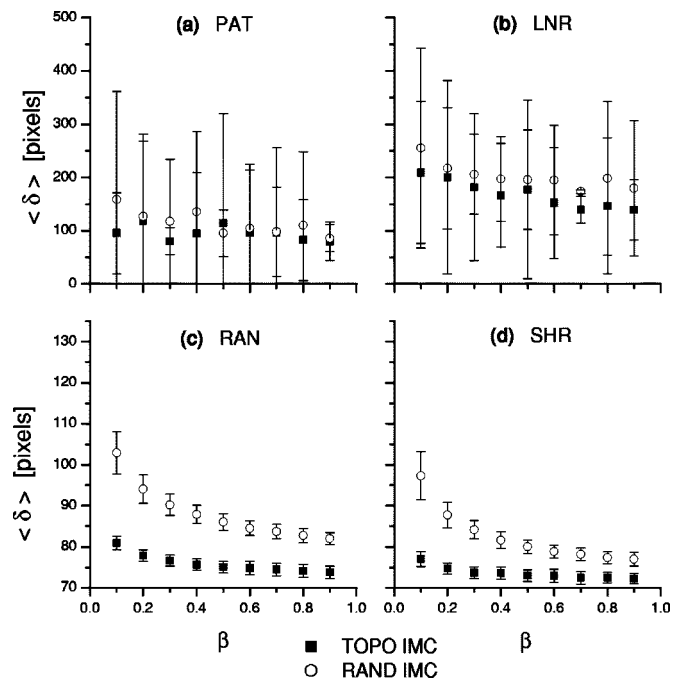 (a) PAT
(b) LNR
500
400
300
200
100
0
< δ > [pixels]
(c) RAN
(d) SHR
130
120
110
100
90
80
70
< δ > [pixels]
0.0 0.2 0.4 0.6 0.8 1.0
0.0 0.2 0.4 0.6 0.8 1.0
β
β
TOPO IMC
RAND IMC